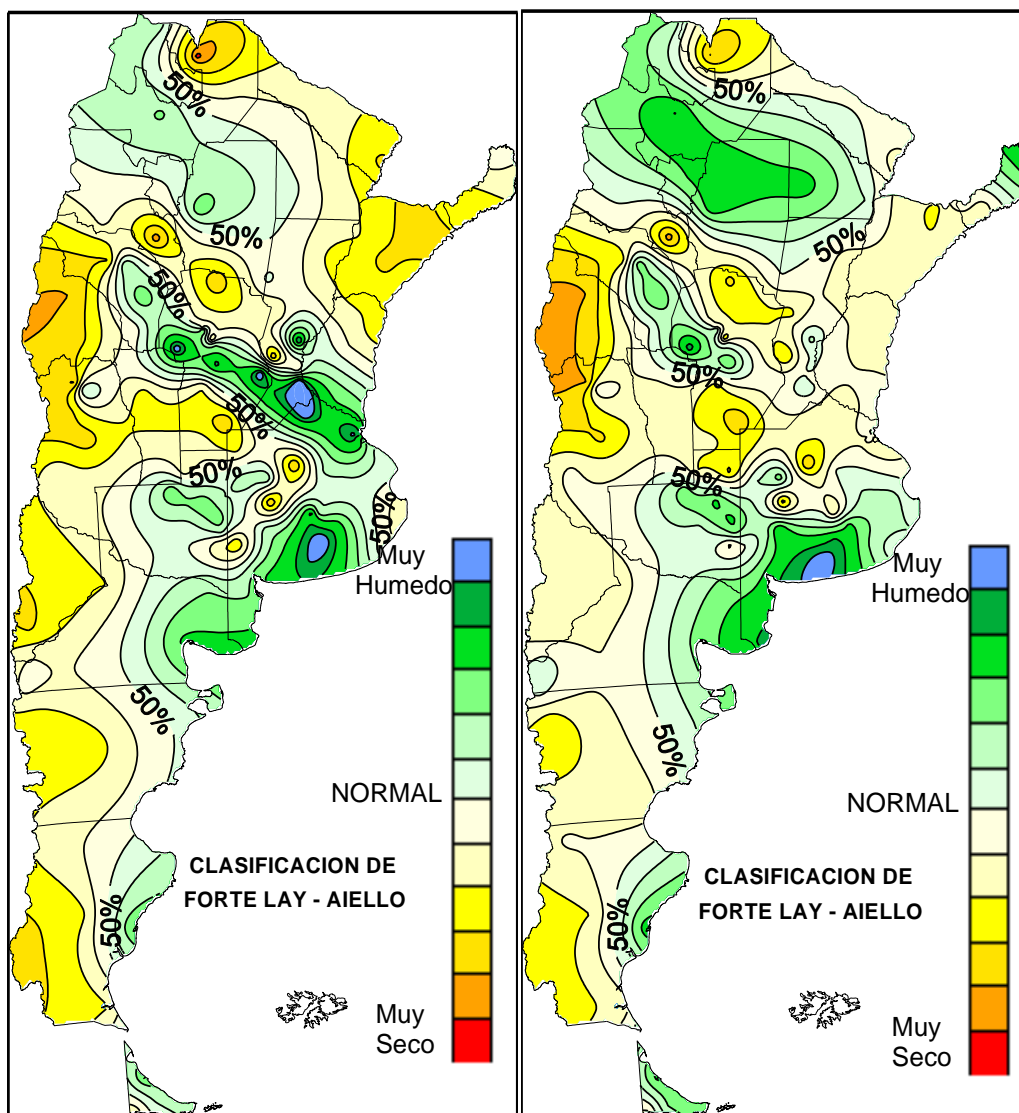 50%
50%
50%
50%
50%
50%
50%
50%
Muy
Humedo
NORMAL
CLASIFICACION DE
FORTE LAY - AIELLO
Muy
Seco
50%
50%
50%
50%
50%
50%
Muy
Humedo
NORMAL
CLASIFICACION DE
FORTE LAY - AIELLO
Muy
Seco